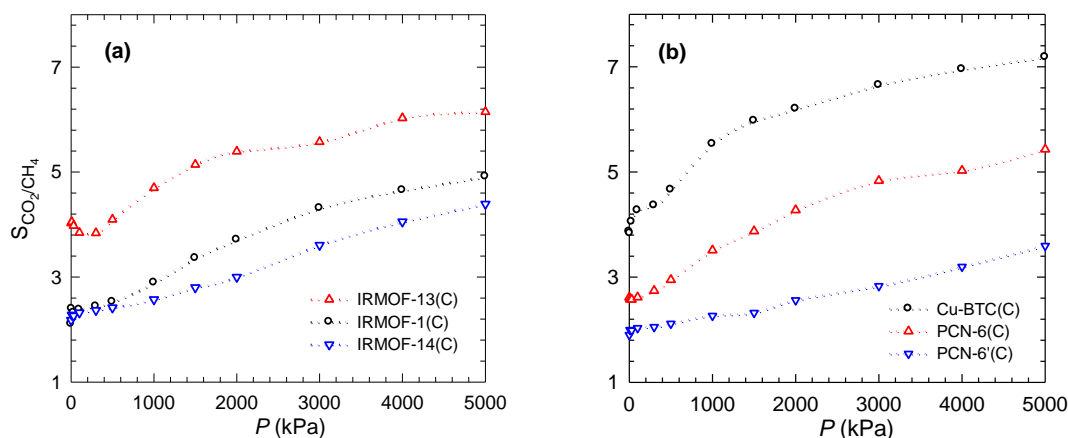 (a)
S_CO2/CH4
7
5
3
1
IRMOF-13(C)
IRMOF-1(C)
IRMOF-14(C)
0 1000 2000 3000 4000 5000
P (kPa)
(b)
7
5
3
1
Cu-BTC(C)
PCN-6(C)
PCN-6'(C)
0 1000 2000 3000 4000 5000
P (kPa)